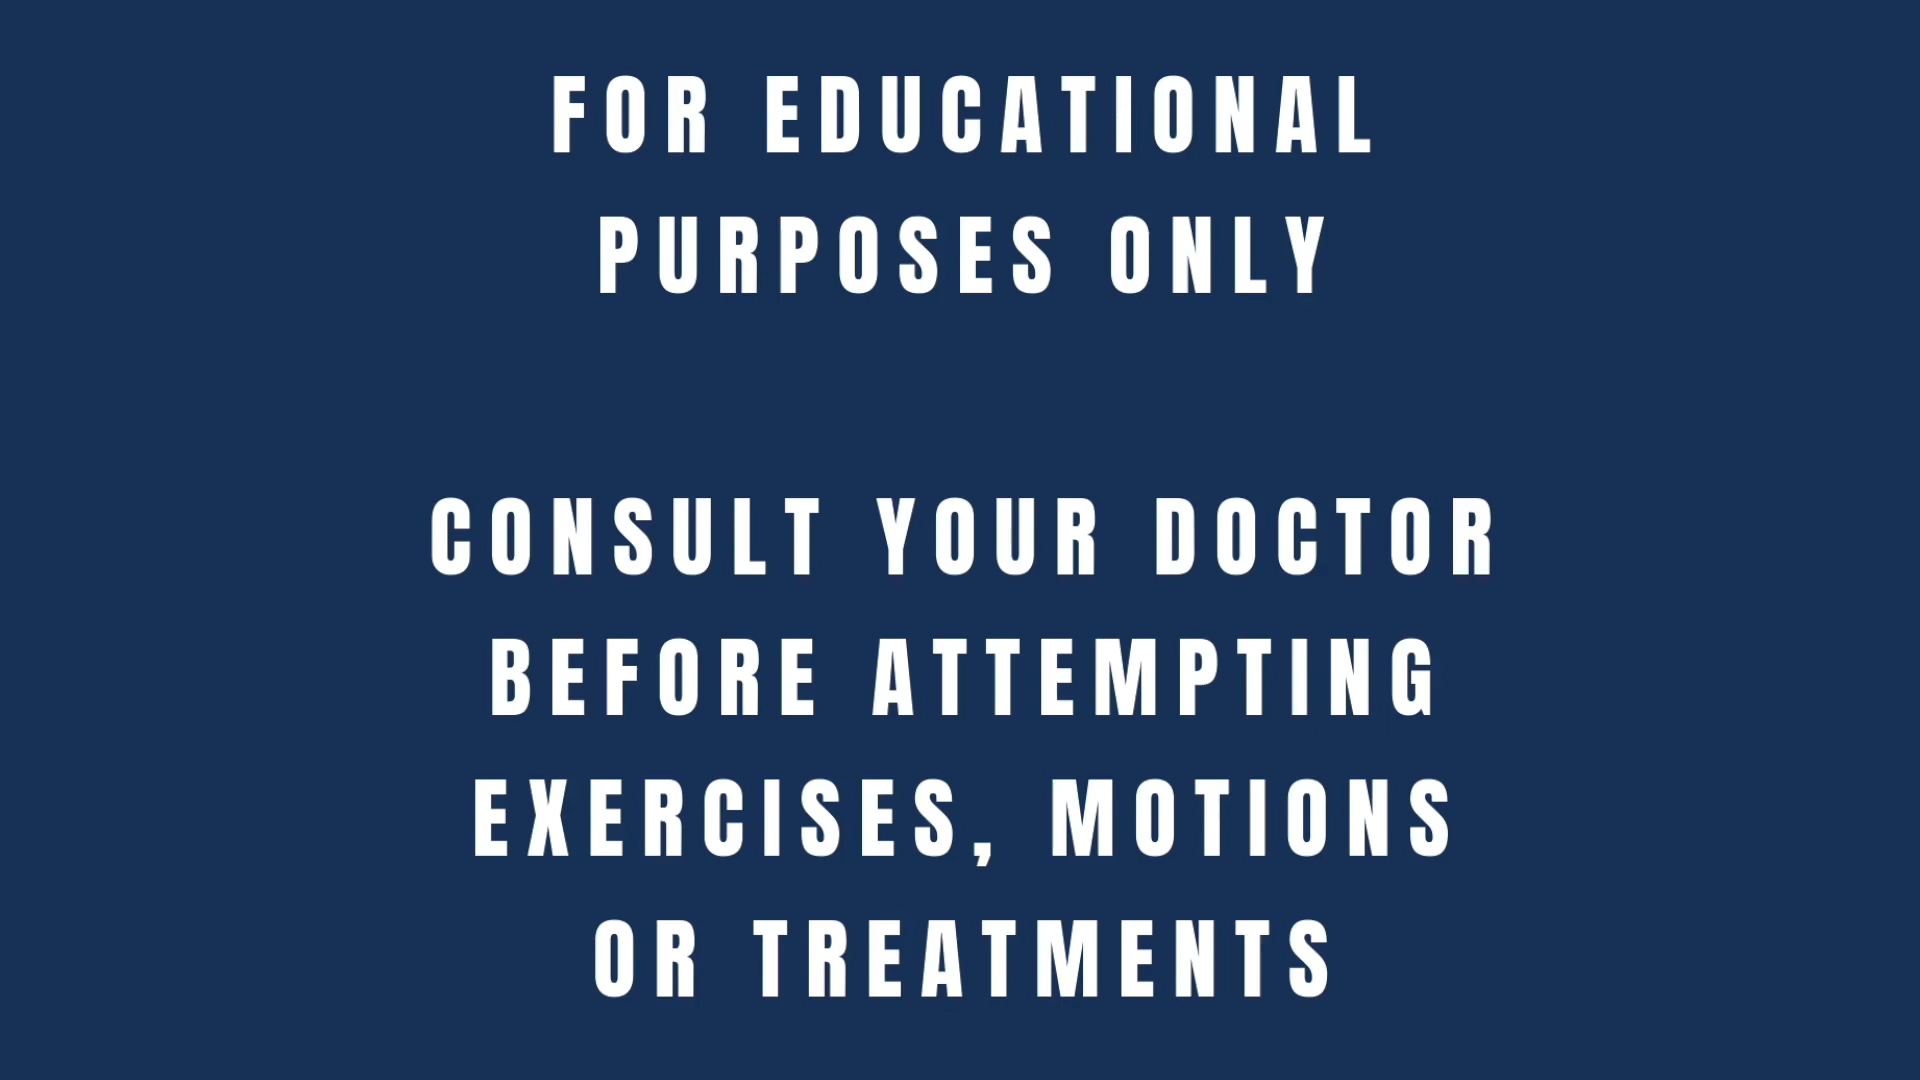 FOR EDUCATIONAL
PURPOSES ONLY
CONSULT YOUR DOCTOR
BEFORE ATTEMPTING
EXERCISES, MOTIONS
OR TREATMENTS